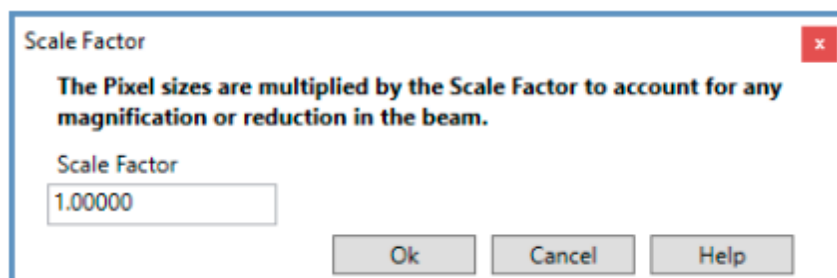 Scale Factor
x
The Pixel sizes are multiplied by the Scale Factor to account for any
magnification or reduction in the beam.
Scale Factor
1.00000
Ok Cancel Help